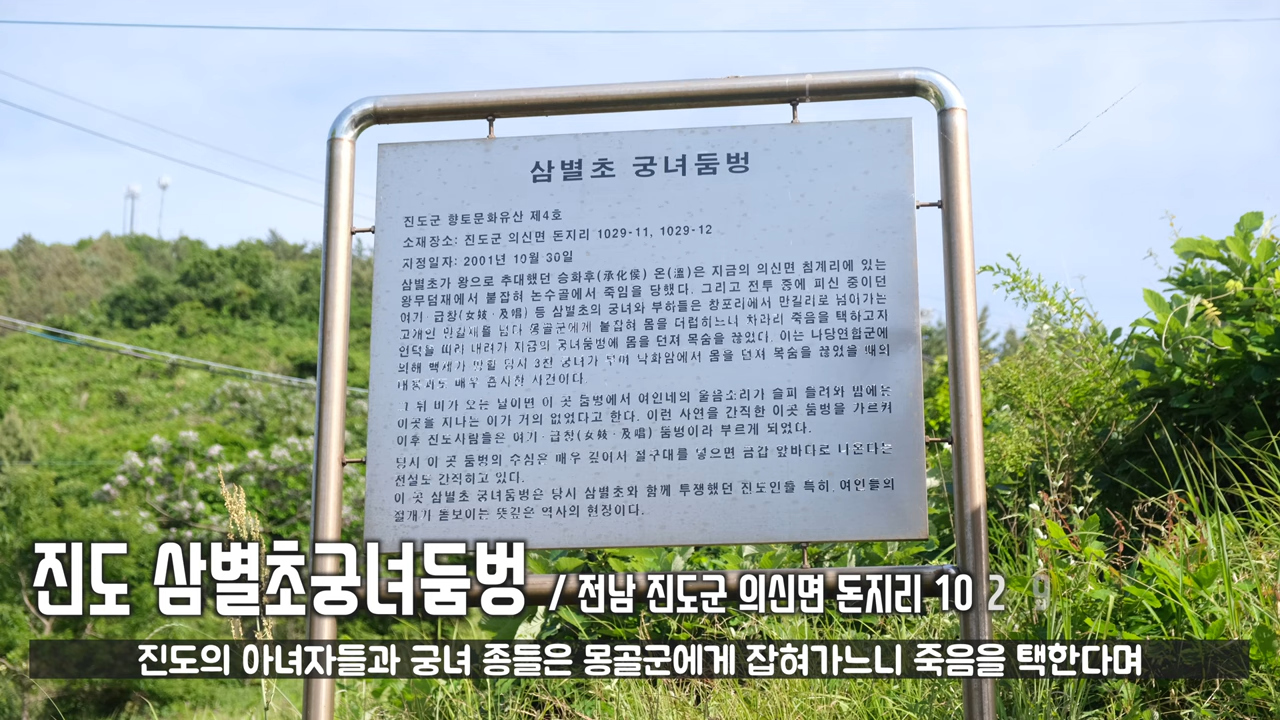 삼별초 궁녀둠벙
진도군 향토문화유산 제4호
소재장소: 진도군 의신면 돈지리 1029-11, 1029-12
지정일자: 2001년 10월 30일
삼별초가 왕으로 추대했던 승화후(承化侯) 온(溫)은 지금의 의신면 침계리에 있는
왕무덤재에서 붙잡혀 논수골에서 죽임을 당했다. 그리고 전투 중에 피신 중이던
여기·급창(女妓·及唱) 등 삼별초의 궁녀와 부하들은 창포리에서 만길리로 넘어가는
고개인 만길재를 넘다 몽골군에게 붙잡혀 몸을 더럽히느니 차라리 죽음을 택하고자
언덕을 따라 내려가 지금의 궁녀둠벙에 몸을 던져 목숨을 끊었다. 이는 나당연합군에
의해 백제가 망할 당시 3천 궁녀가 부여 낙화암에서 몸을 던져 목숨을 끊었을 때의
내용과도 매우 흡사한 사건이다.
그 뒤 비가 오는 날이면 이 곳 둠벙에서 여인네의 울음소리가 슬피 들려와 밤에는
이곳을 지나는 이가 거의 없었다고 한다. 이런 사연을 간직한 이곳 둠벙을 가르켜
이후 진도사람들은 여기·급창(女妓·及唱) 둠벙이라 부르게 되었다.
당시 이 곳 둠벙의 수심은 매우 깊어서 절구대를 넣으면 금갑 앞바다로 나온다는
전설도 간직하고 있다.
이 곳 삼별초 궁녀둠벙은 당시 삼별초와 함께 투쟁했던 진도인들 특히, 여인들의
절개가 돋보이는 뜻깊은 역사의 현장이다.
진도 삼별초궁녀둠벙 / 전남 진도군 의신면 돈지리 10 2 9
진도의 아녀자들과 궁녀 종들은 몽골군에게 잡혀가느니 죽음을 택한다며